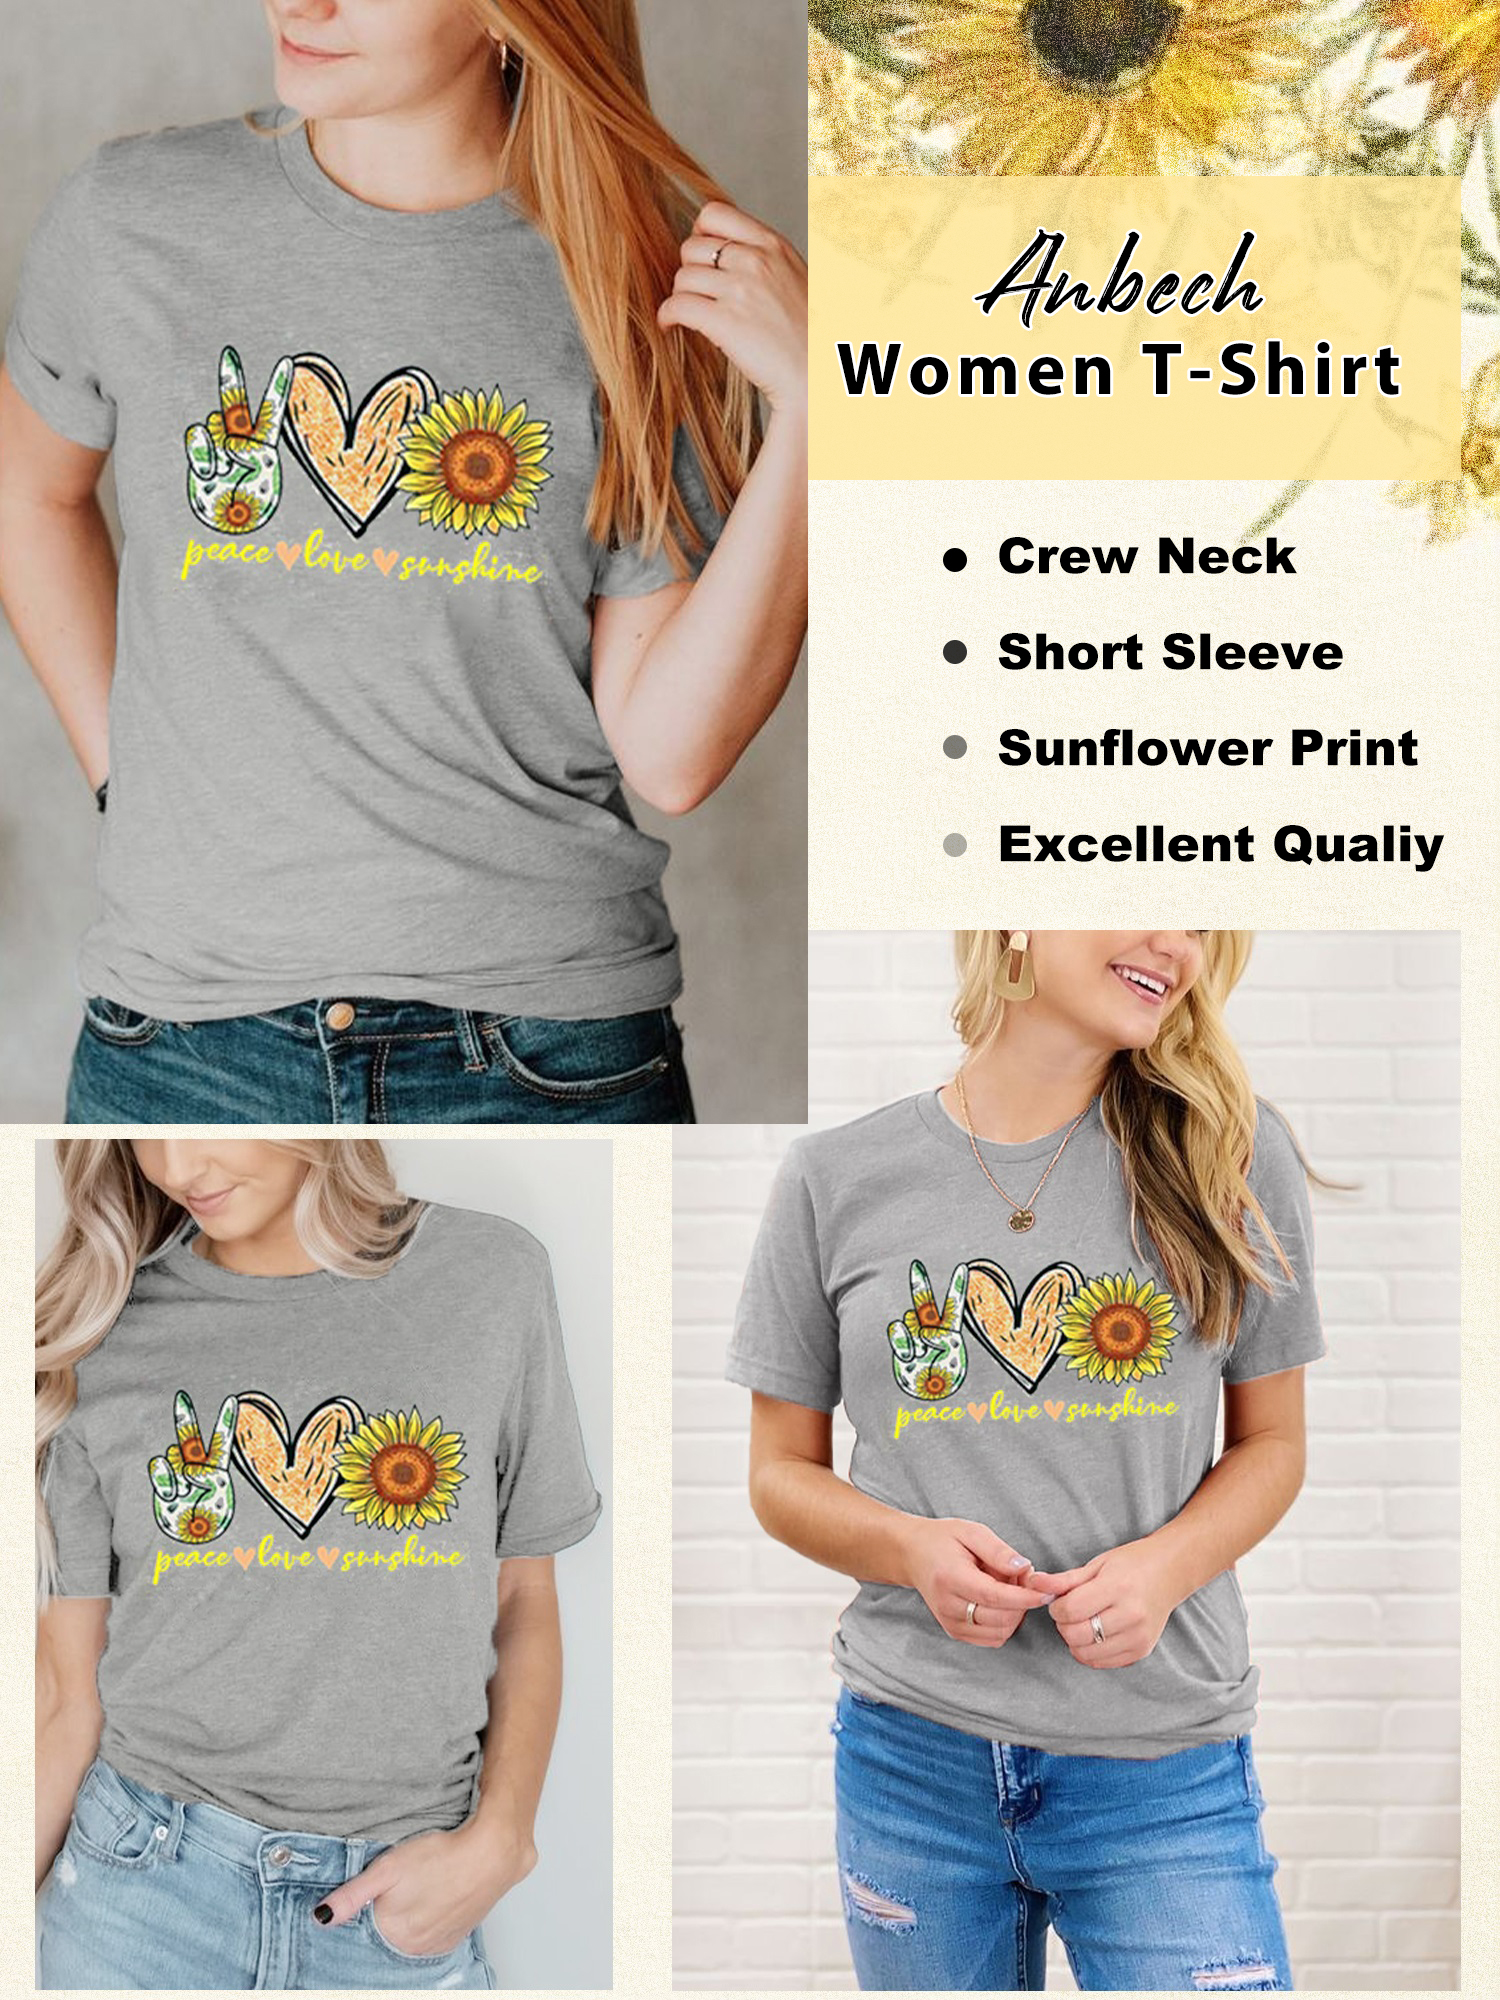 Anbech
Women T-Shirt
Crew Neck
Short Sleeve
Sunflower Print
Excellent Qualiy
peace love sunshine
peace love sunshine
peace love sunshine